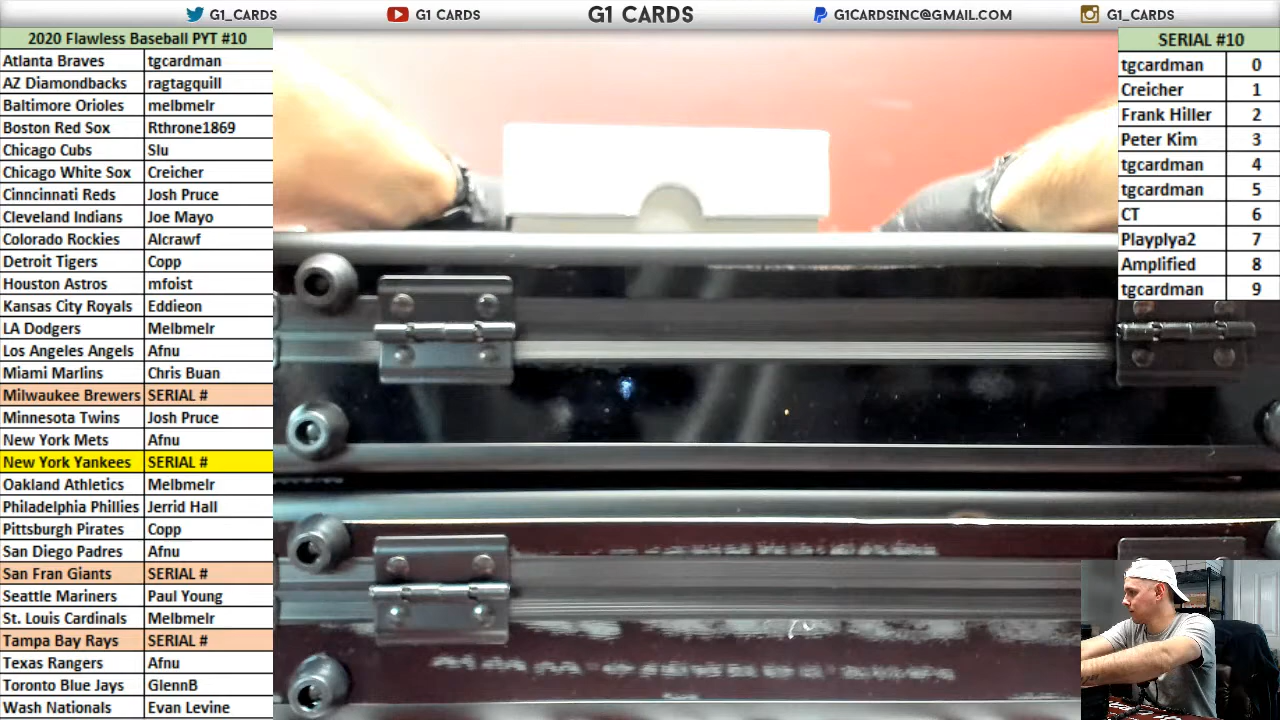 G1_CARDS G1 CARDS G1 CARDS G1CARDSINC@GMAIL.COM G1_CARDS
2020 Flawless Baseball PYT #10
Atlanta Braves tgcardman
AZ Diamondbacks ragtagquill
Baltimore Orioles melbmelr
Boston Red Sox Rthrone1869
Chicago Cubs Slu
Chicago White Sox Creicher
Cinncinnati Reds Josh Pruce
Cleveland Indians Joe Mayo
Colorado Rockies Alcrawf
Detroit Tigers Copp
Houston Astros mfoist
Kansas City Royals Eddieon
LA Dodgers Melbmelr
Los Angeles Angels Afnu
Miami Marlins Chris Buan
Milwaukee Brewers SERIAL #
Minnesota Twins Josh Pruce
New York Mets Afnu
New York Yankees SERIAL #
Oakland Athletics Melbmelr
Philadelphia Phillies Jerrid Hall
Pittsburgh Pirates Copp
San Diego Padres Afnu
San Fran Giants SERIAL #
Seattle Mariners Paul Young
St. Louis Cardinals Melbmelr
Tampa Bay Rays SERIAL #
Texas Rangers Afnu
Toronto Blue Jays GlennB
Wash Nationals Evan Levine
SERIAL #10
tgcardman 0
Creicher 1
Frank Hiller 2
Peter Kim 3
tgcardman 4
tgcardman 5
CT 6
Playplya2 7
Amplified 8
tgcardman 9